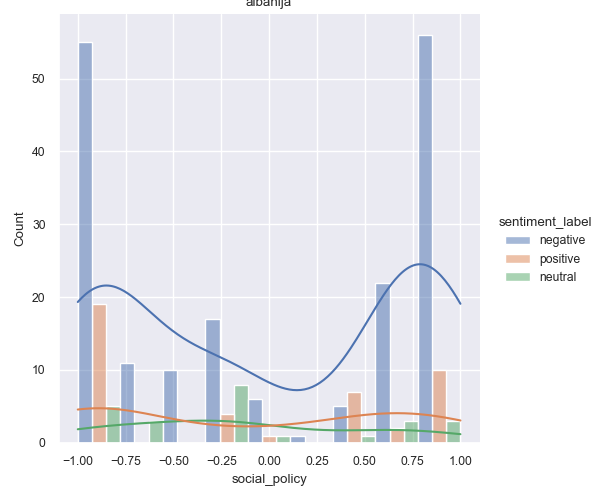 albanija
Count
50
40
30
20
10
0
−1.00 −0.75 −0.50 −0.25 0.00 0.25 0.50 0.75 1.00
social_policy
sentiment_label
negative
positive
neutral